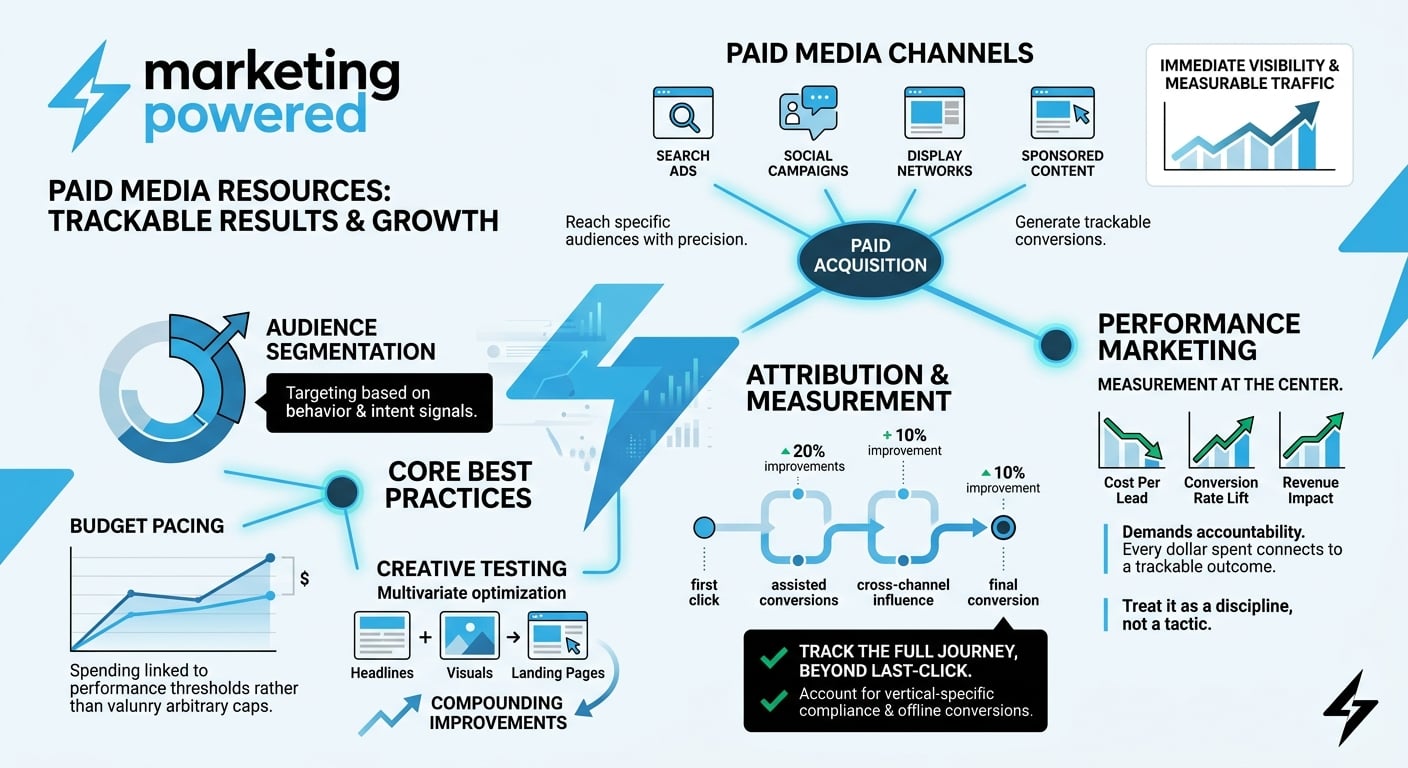 marketing
powered
PAID MEDIA RESOURCES:
TRACKABLE RESULTS & GROWTH
PAID MEDIA CHANNELS
SEARCH
ADS
SOCIAL
CAMPAIGNS
DISPLAY
NETWORKS
SPONSORED
CONTENT
IMMEDIATE VISIBILITY &
MEASURABLE TRAFFIC
Reach specific
audiences with precision.
PAID
ACQUISITION
Generate trackable
conversions.
AUDIENCE
SEGMENTATION
Targeting based on
behavior & intent signals.
CORE BEST
PRACTICES
BUDGET PACING
$
Spending linked to
performance thresholds rather
than valunry arbitrary caps.
CREATIVE TESTING
Multivariate optimization
+
Headlines
Visuals
Landing Pages
COMPOUNDING
IMPROVEMENTS
ATTRIBUTION &
MEASUREMENT
20%
improvements
+ 10%
improvement
10%
improvement
first
click
assisted
conversions
cross-channel
influence
final
conversion
TRACK THE FULL JOURNEY,
BEYOND LAST-CLICK.
Account for vertical-specific
compliance & offline conversions.
PERFORMANCE
MARKETING
MEASUREMENT AT THE CENTER.
Cost Per
Lead
Conversion
Rate Lift
Revenue
Impact
Demands accountability.
Every dollar spent connects to
a trackable outcome.
Treat it as a discipline,
not a tactic.